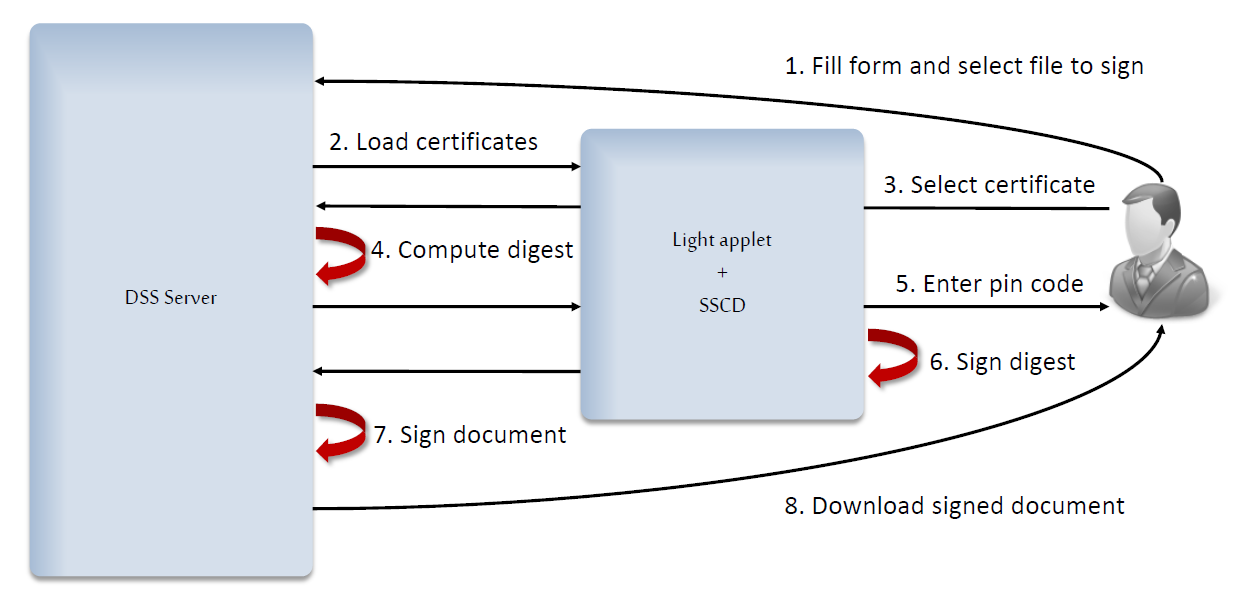 1. Fill form and select file to sign
2. Load certificates
3. Select certificate
Light applet
+
SSCD
4. Compute digest
DSS Server
5. Enter pin code
6. Sign digest
7. Sign document
8. Download signed document